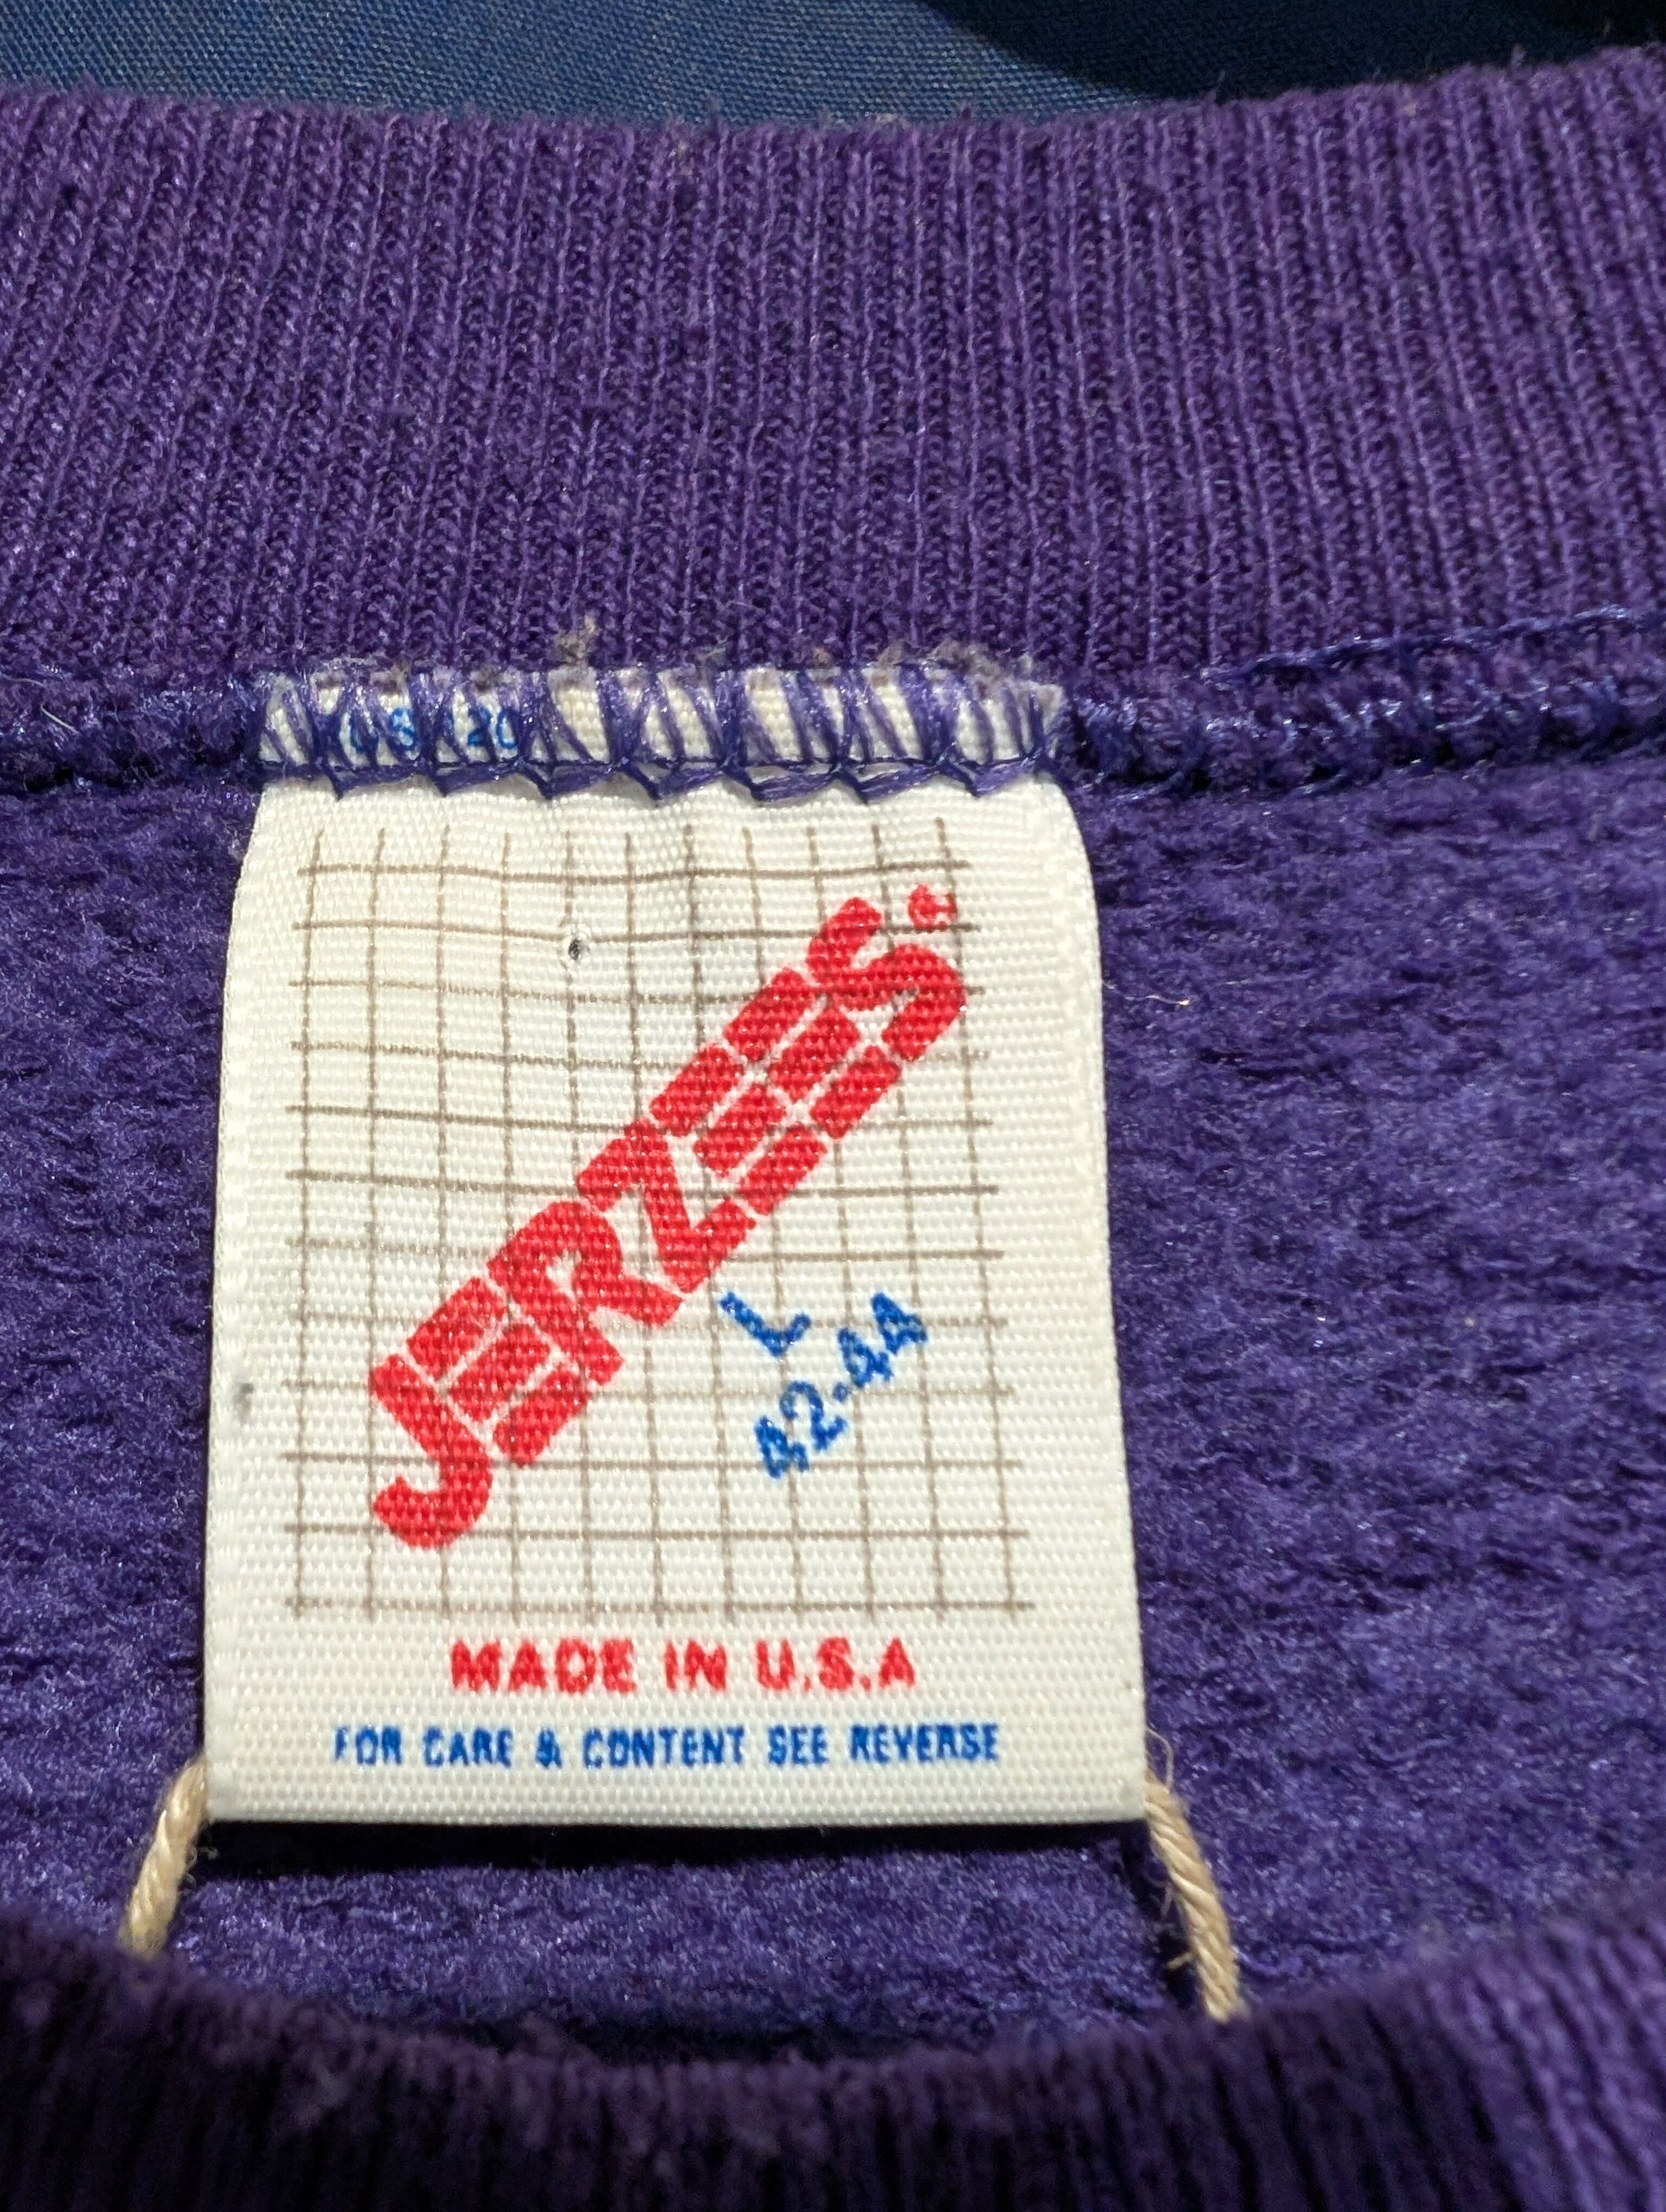 JERZEES
L
42-44
MADE IN U.S.A
FOR CARE & CONTENT SEE REVERSE